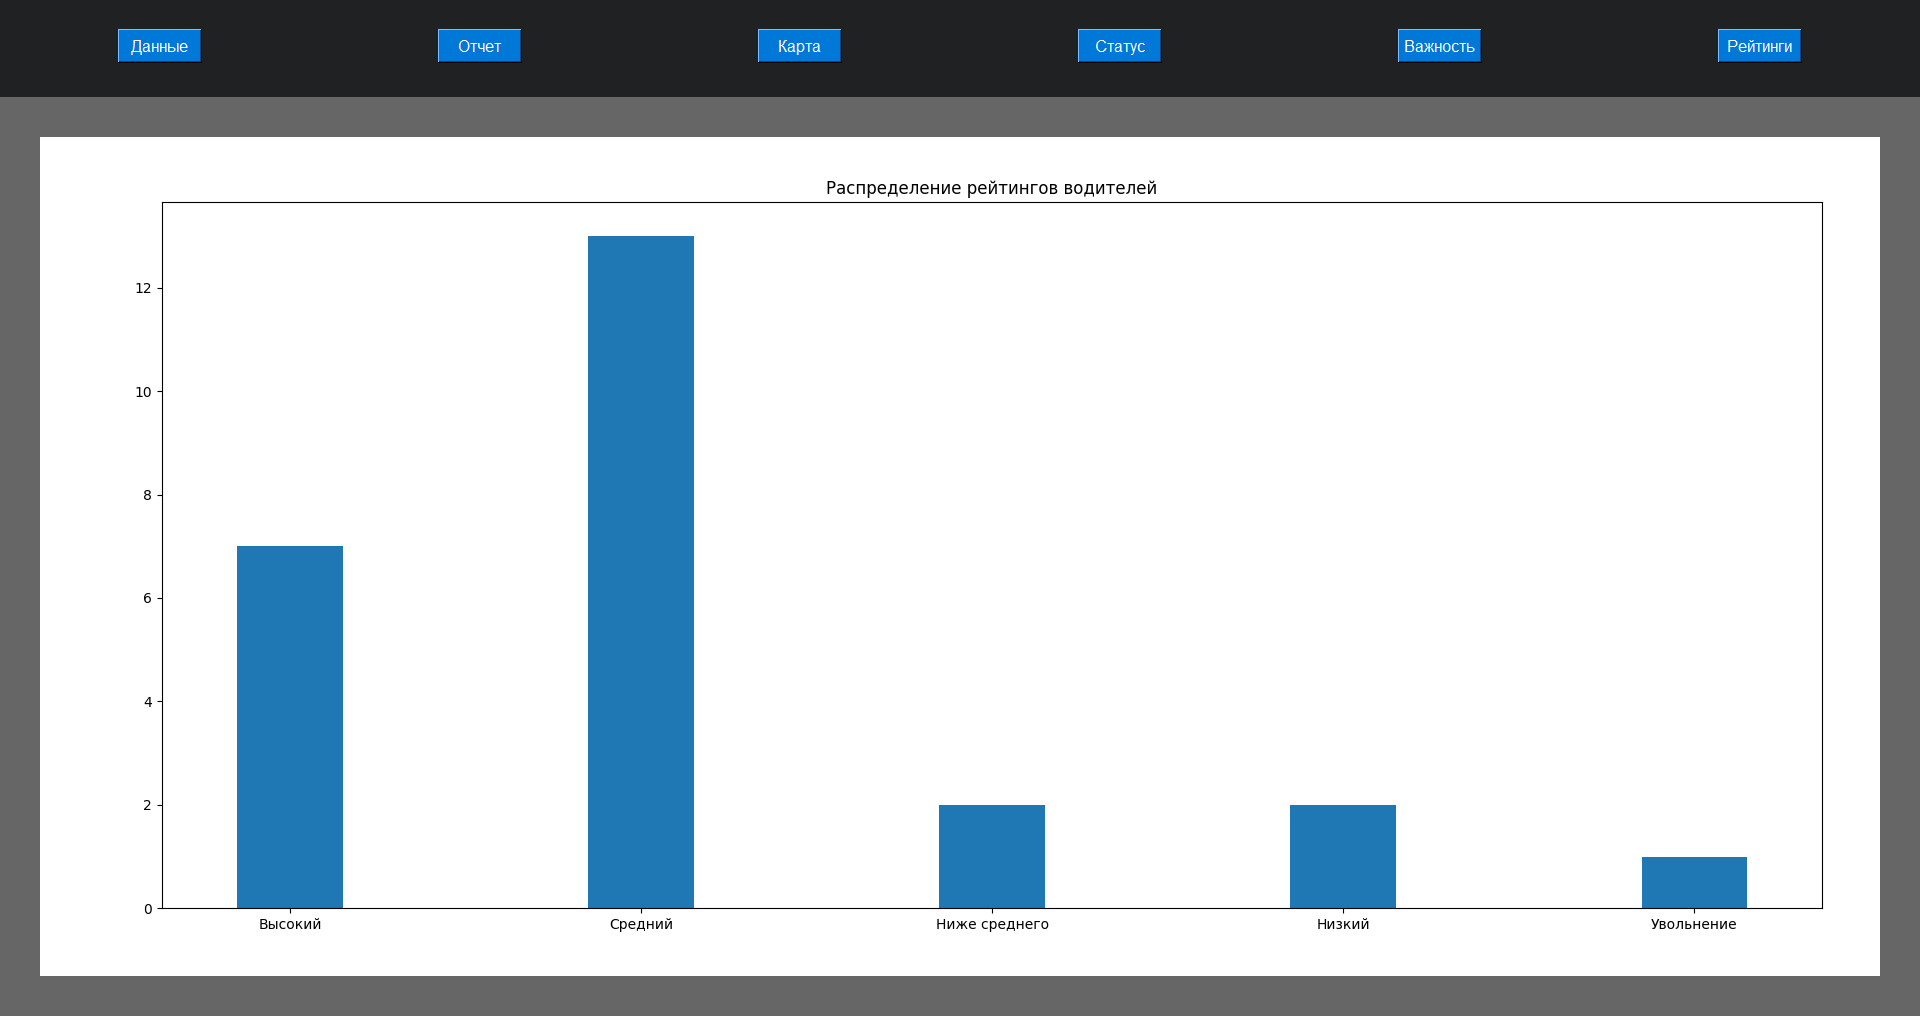 Данные
Отчет
Карта
Статус
Важность
Рейтинги
Распределение рейтингов водителей
12
10
8
6
4
2
0
Высокий
Средний
Ниже среднего
Низкий
Увольнение